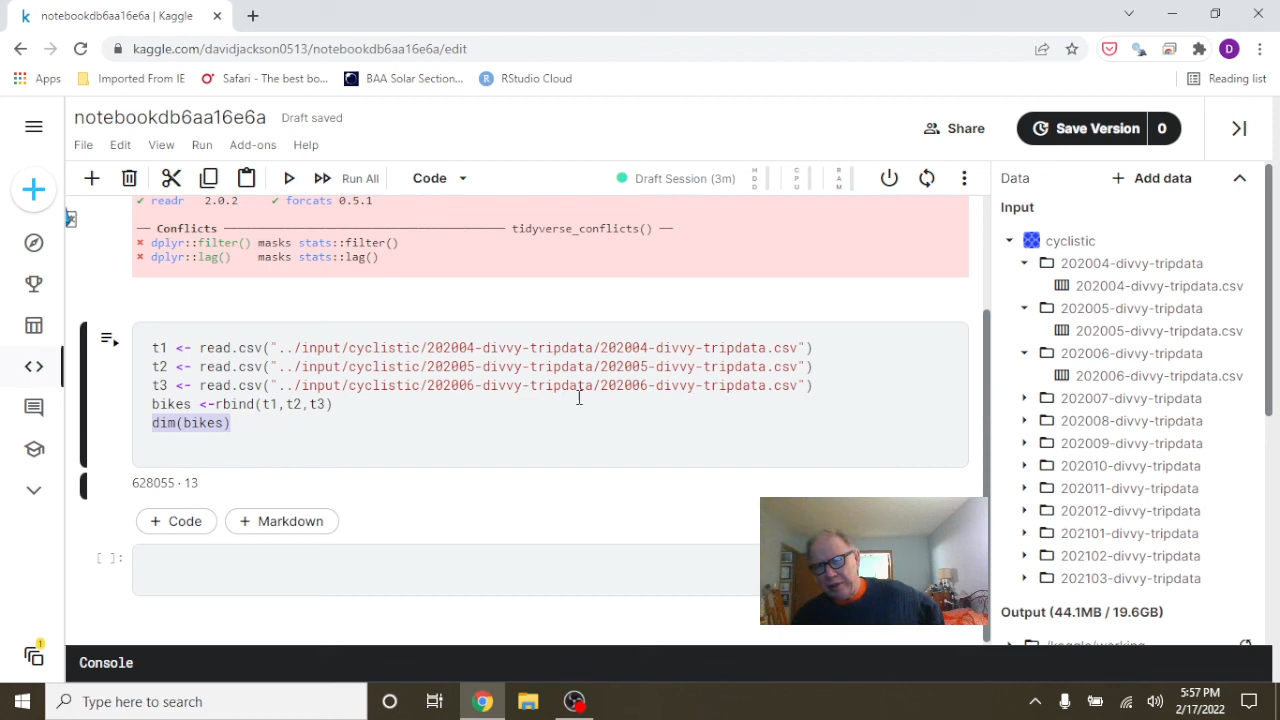 notebookdb6aa16e6a | Kaggle
kaggle.com/davidjackson0513/notebookdb6aa16e6a/edit
D
Apps
Imported From IE
Safari - The best bo...
BAA Solar Section...
RStudio Cloud
Reading list
notebookdb6aa16e6a
Draft saved
File Edit View Run Add-ons Help
Share
Save Version
0
Run All
Code
Draft Session (3m)
HDD
CPU
RAM
✔ readr 2.0.2 ✔ forcats 0.5.1
── Conflicts ── tidyverse_conflicts() ──
✖ dplyr::filter() masks stats::filter()
✖ dplyr::lag() masks stats::lag()
t1 <- read.csv("../input/cyclistic/202004-divvy-tripdata/202004-divvy-tripdata.csv")
t2 <- read.csv("../input/cyclistic/202005-divvy-tripdata/202005-divvy-tripdata.csv")
t3 <- read.csv("../input/cyclistic/202006-divvy-tripdata/202006-divvy-tripdata.csv")
bikes <-rbind(t1,t2,t3)
dim(bikes)
628055 · 13
+ Code
+ Markdown
[ ]:
Console
Data
+ Add data
Input
cyclistic
202004-divvy-tripdata
202004-divvy-tripdata.csv
202005-divvy-tripdata
202005-divvy-tripdata.csv
202006-divvy-tripdata
202006-divvy-tripdata.csv
202007-divvy-tripdata
202008-divvy-tripdata
202009-divvy-tripdata
202010-divvy-tripdata
202011-divvy-tripdata
202012-divvy-tripdata
202101-divvy-tripdata
202102-divvy-tripdata
202103-divvy-tripdata
Output (44.1MB / 19.6GB)
/kaggle/working
1
Type here to search
5:57 PM
2/17/2022